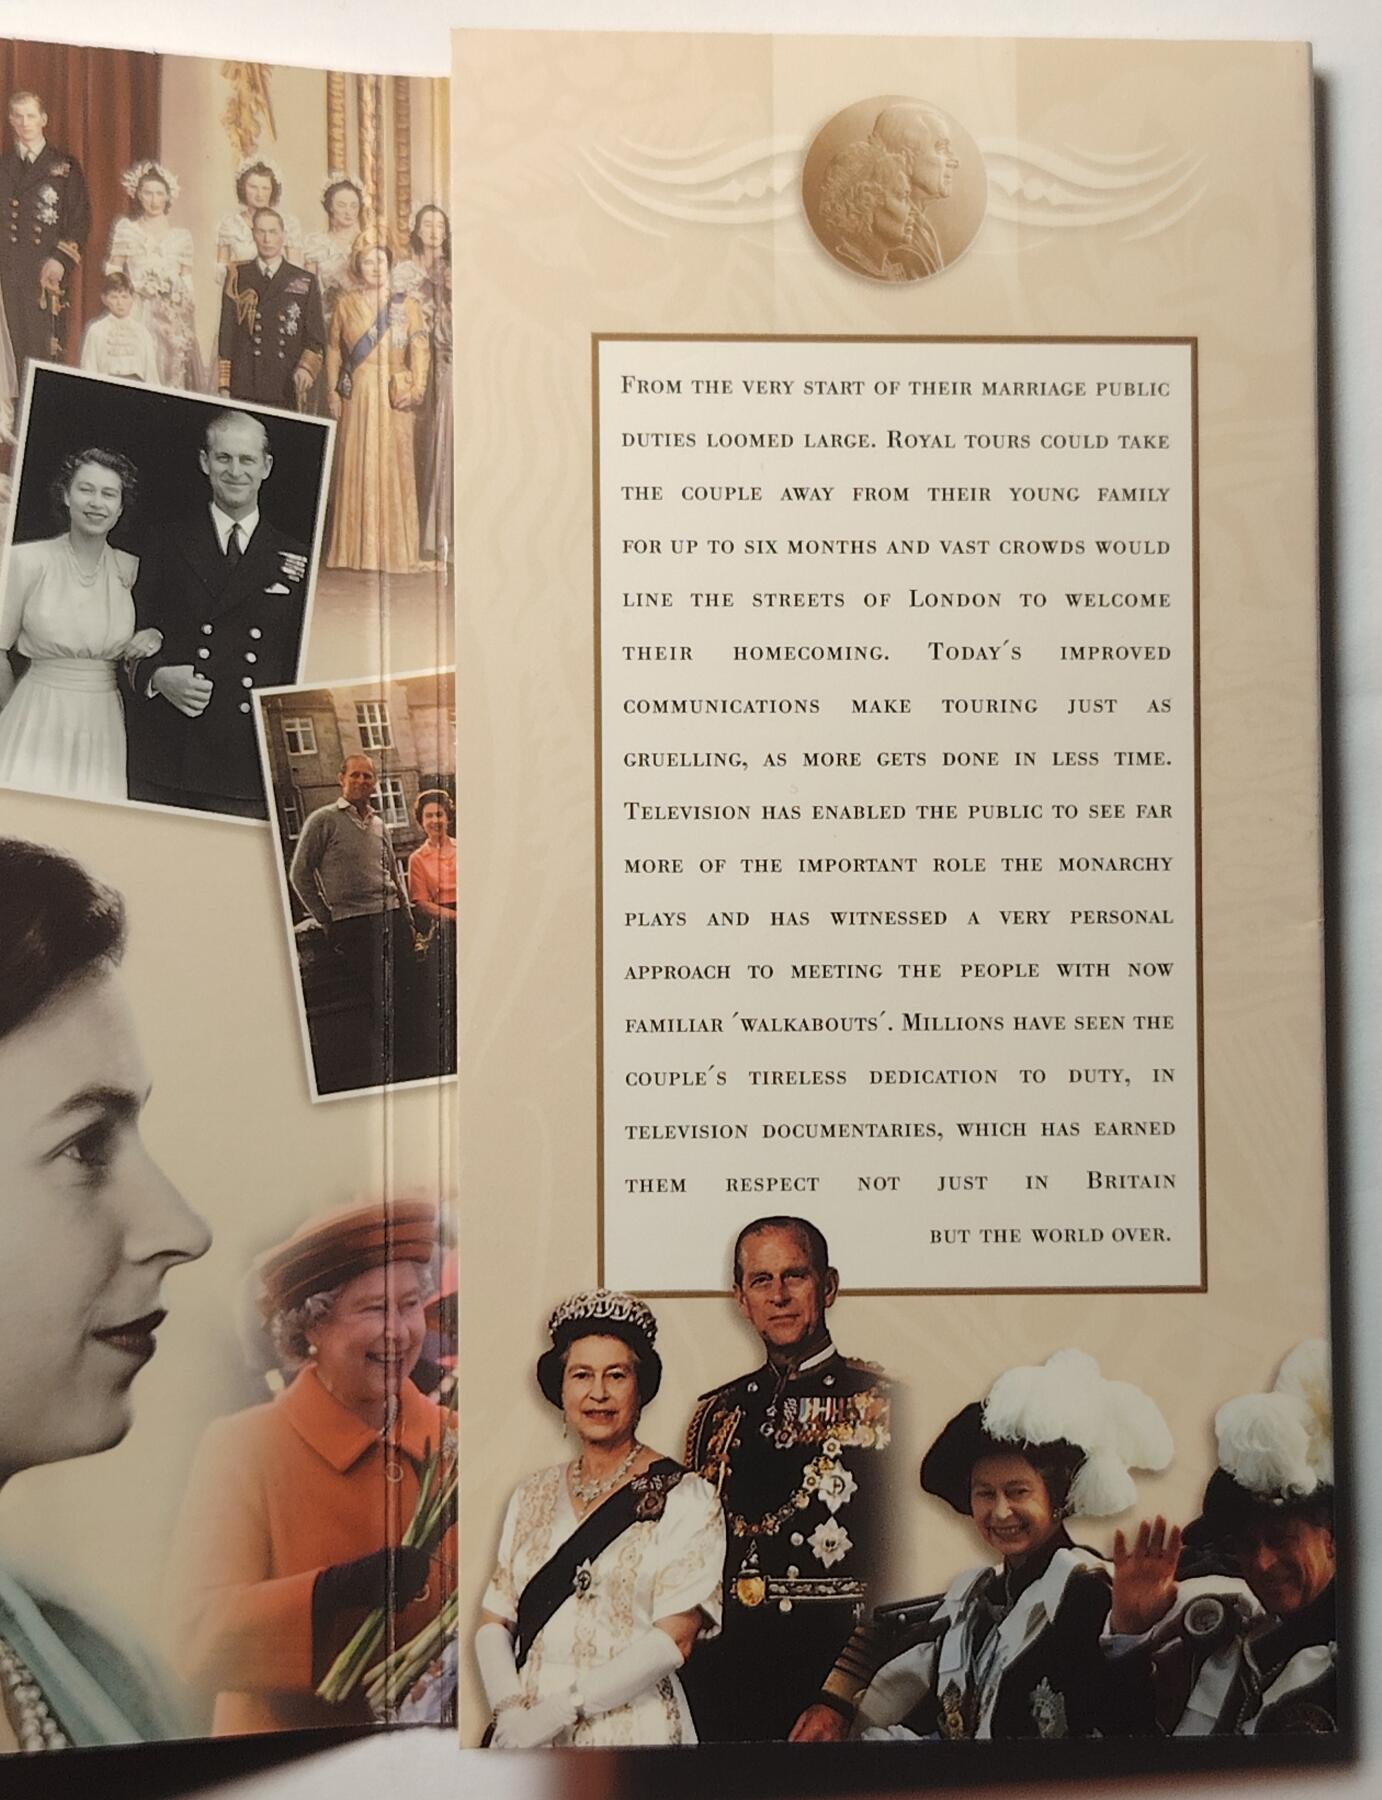 From the very start of their marriage public
duties loomed large. Royal tours could take
the couple away from their young family
for up to six months and vast crowds would
line the streets of London to welcome
their homecoming. Today´s improved
communications make touring just as
gruelling, as more gets done in less time.
Television has enabled the public to see far
more of the important role the monarchy
plays and has witnessed a very personal
approach to meeting the people with now
familiar ´walkabouts´. Millions have seen the
couple´s tireless dedication to duty, in
television documentaries, which has earned
them respect not just in Britain
but the world over.